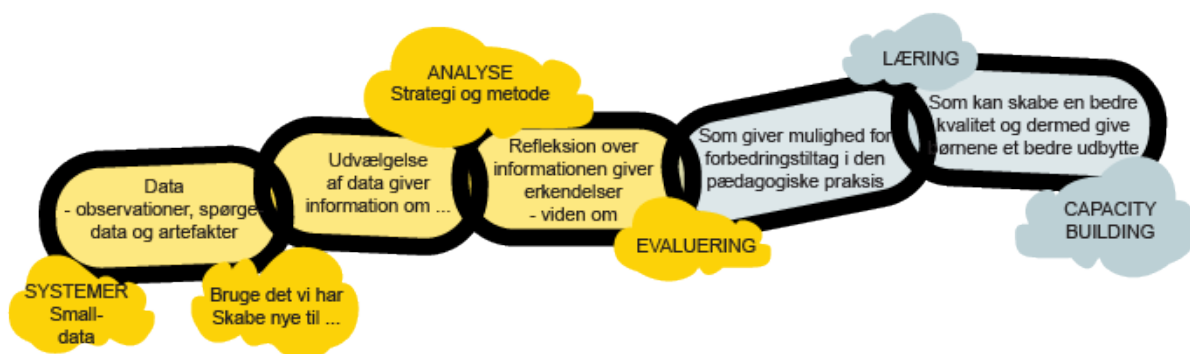 Data
- observationer, spørge-
data og artefakter
SYSTEMER
Small-
data
Bruge det vi har
Skabe nye til ...
Udvælgelse
af data giver
information om ...
ANALYSE
Strategi og metode
Refleksion over
informationen giver
erkendelser
- viden om
EVALUERING
Som giver mulighed for
forbedringstiltag i den
pædagogiske praksis
LÆRING
Som kan skabe en bedre
kvalitet og dermed give
børnene et bedre udbytte
CAPACITY
BUILDING